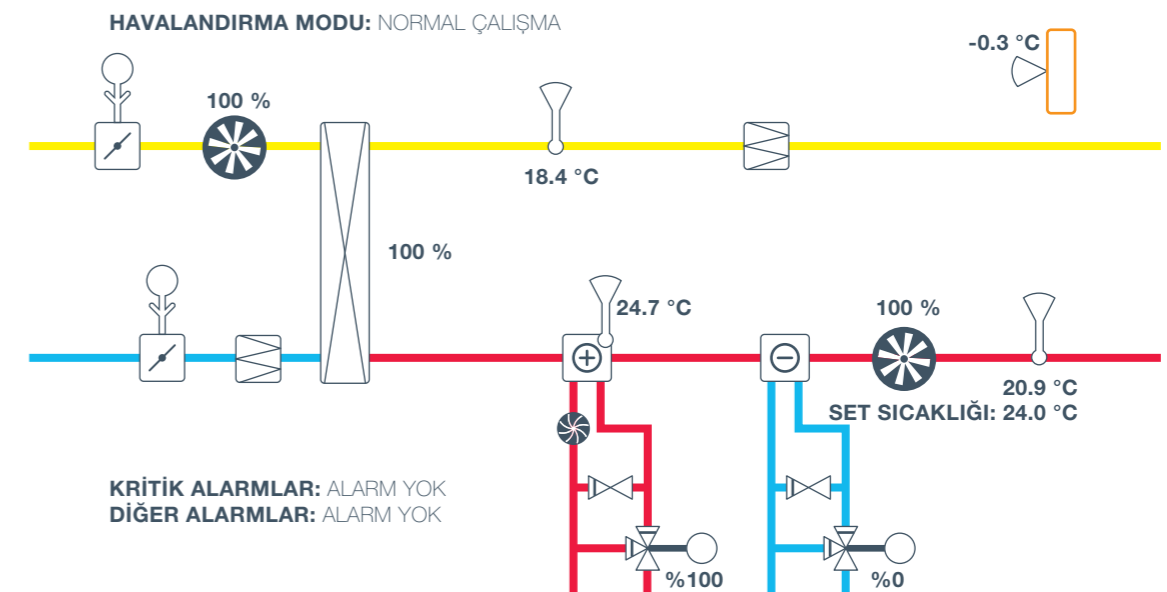 HAVALANDIRMA MODU: NORMAL ÇALIŞMA
-0.3 °C
100 %
18.4 °C
100 %
24.7 °C
100 %
20.9 °C
SET SICAKLIĞI: 24.0 °C
KRİTİK ALARMLAR: ALARM YOK
DİĞER ALARMLAR: ALARM YOK
%100
%0